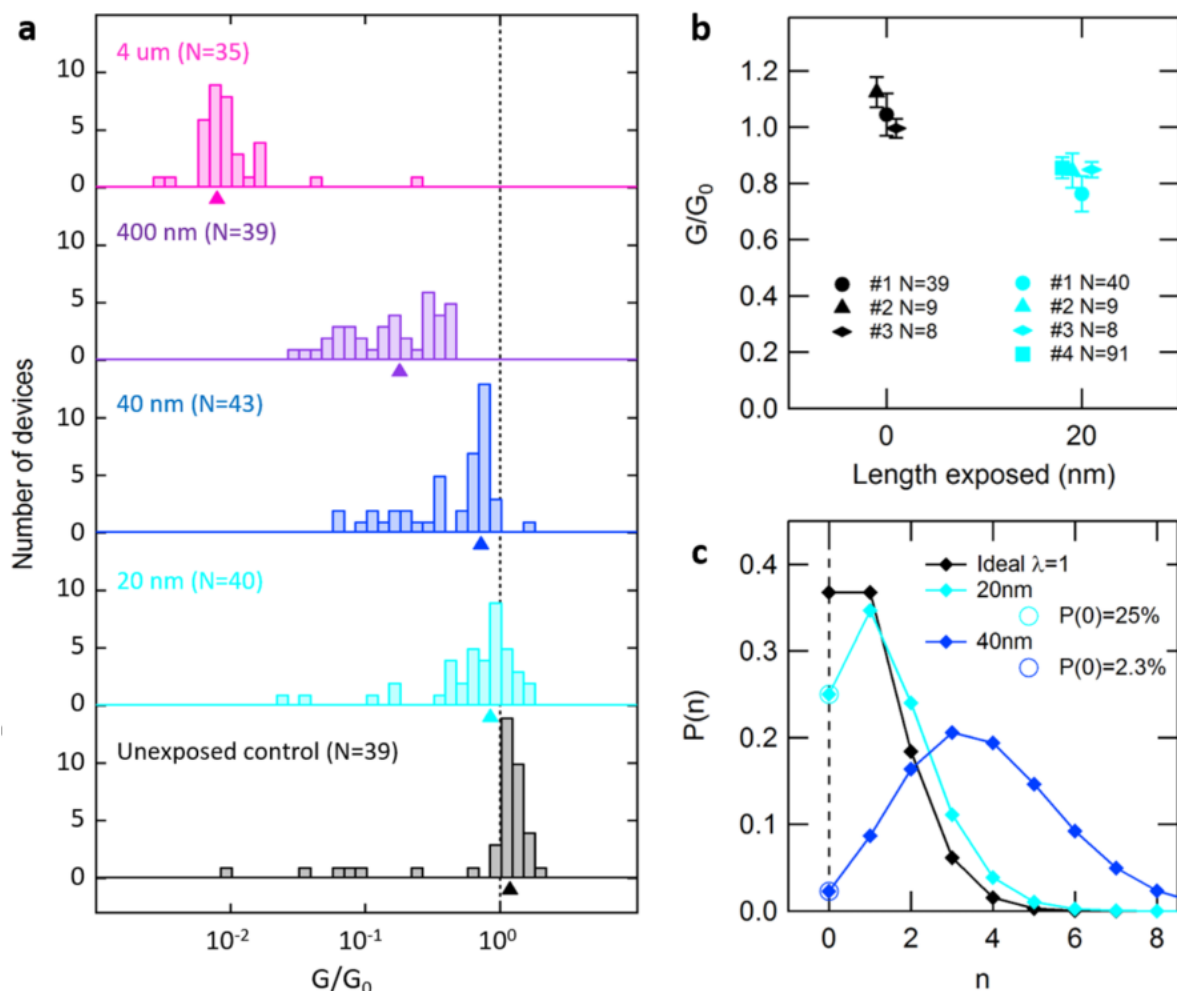 a
Number of devices
4 um (N=35)
10
5
0
400 nm (N=39)
10
5
0
40 nm (N=43)
10
5
0
20 nm (N=40)
10
5
0
Unexposed control (N=39)
10
5
0
10⁻² 10⁻¹ 10⁰
G/G₀
b
G/G₀
1.2
1.0
0.8
0.6
0.4
0.2
0.0
#1 N=39
#2 N=9
#3 N=8
#1 N=40
#2 N=9
#3 N=8
#4 N=91
0 20
Length exposed (nm)
c
P(n)
0.4
0.3
0.2
0.1
0.0
Ideal λ=1
20nm
P(0)=25%
40nm
P(0)=2.3%
0 2 4 6 8
n